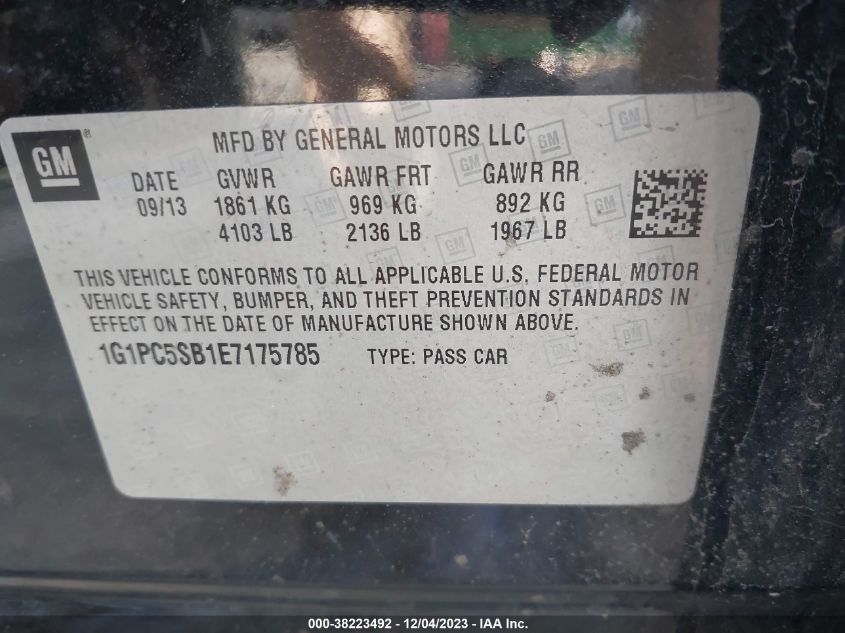 GM ®
MFD BY GENERAL MOTORS LLC
DATE GVWR GAWR FRT GAWR RR
09/13 1861 KG 969 KG 892 KG
4103 LB 2136 LB 1967 LB
THIS VEHICLE CONFORMS TO ALL APPLICABLE U.S. FEDERAL MOTOR
VEHICLE SAFETY, BUMPER, AND THEFT PREVENTION STANDARDS IN
EFFECT ON THE DATE OF MANUFACTURE SHOWN ABOVE.
1G1PC5SB1E7175785 TYPE: PASS CAR
000-38223492 - 12/04/2023 - IAA Inc.